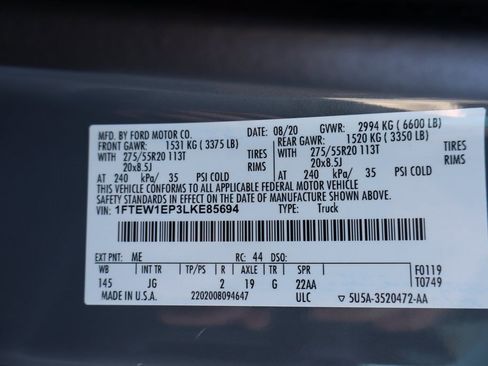 MFD. BY FORD MOTOR CO. DATE: 08/20 GVWR: 2994 KG ( 6600 LB)
FRONT GAWR: 1531 KG ( 3375 LB) REAR GAWR: 1520 KG ( 3350 LB)
WITH 275/55R20 113T TIRES WITH 275/55R20 113T TIRES
20x8.5J RIMS 20x8.5J RIMS
AT 240 kPa/ 35 PSI COLD AT 240 kPa/ 35 PSI COLD
THIS VEHICLE CONFORMS TO ALL APPLICABLE FEDERAL MOTOR VEHICLE
SAFETY STANDARDS IN EFFECT ON THE DATE OF MANUFACTURE SHOWN ABOVE.
VIN: 1FTEW1EP3LKE85694 TYPE: Truck
EXT PNT: ME RC: 44 DSO:
WB INT TR TP/PS R AXLE TR SPR F0119
145 JG 2 19 G 22AA T0749
MADE IN U.S.A. 2202008094647 ULC ▽ 5U5A-3520472-AA